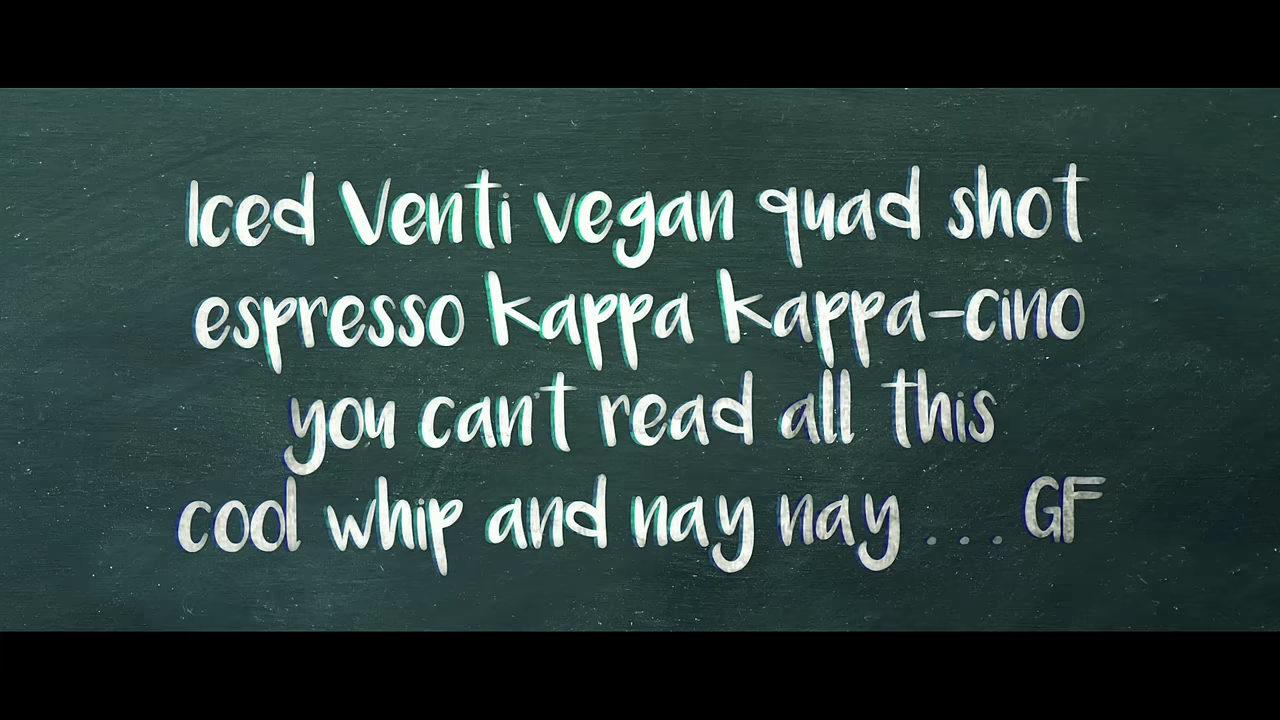 Iced Venti vegan quad shot
espresso kappa kappa-cino
you can't read all this
cool whip and nay nay ... GF